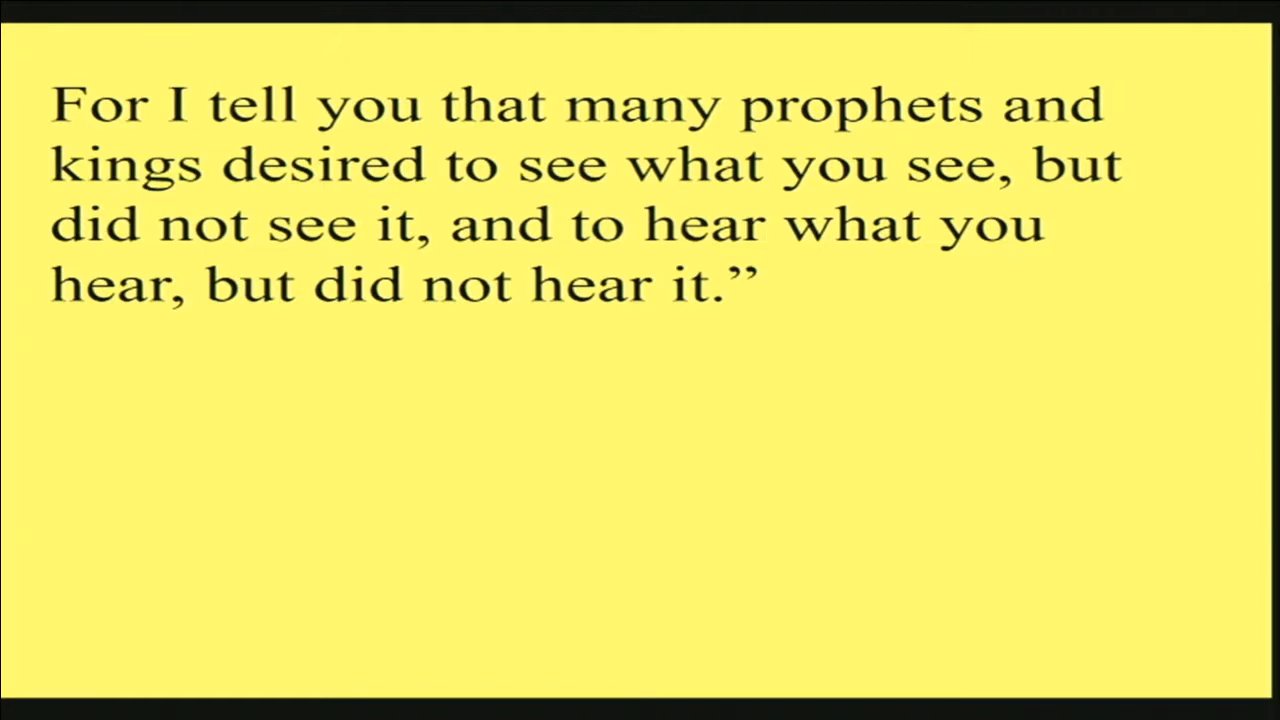 For I tell you that many prophets and
kings desired to see what you see, but
did not see it, and to hear what you
hear, but did not hear it.”